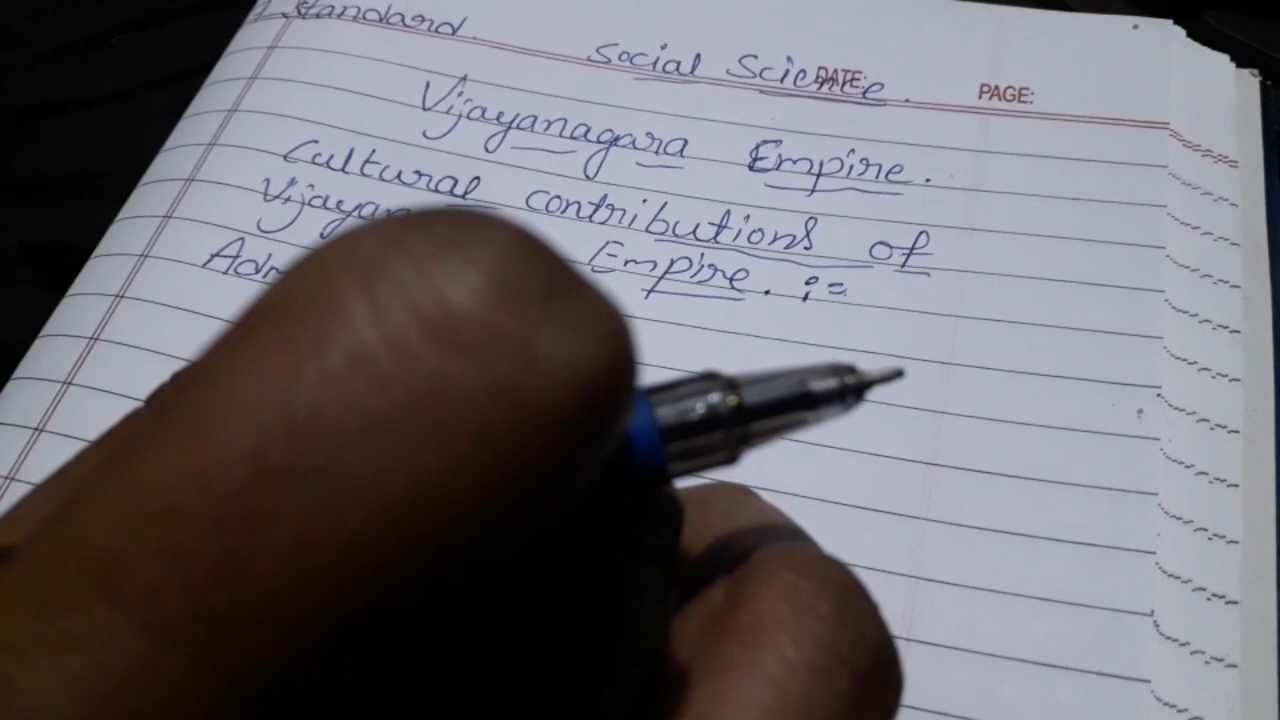 Standard.
Social Science.
DATE:
PAGE:
Vijayanagara Empire.
Cultural contributions of
Empire. :=